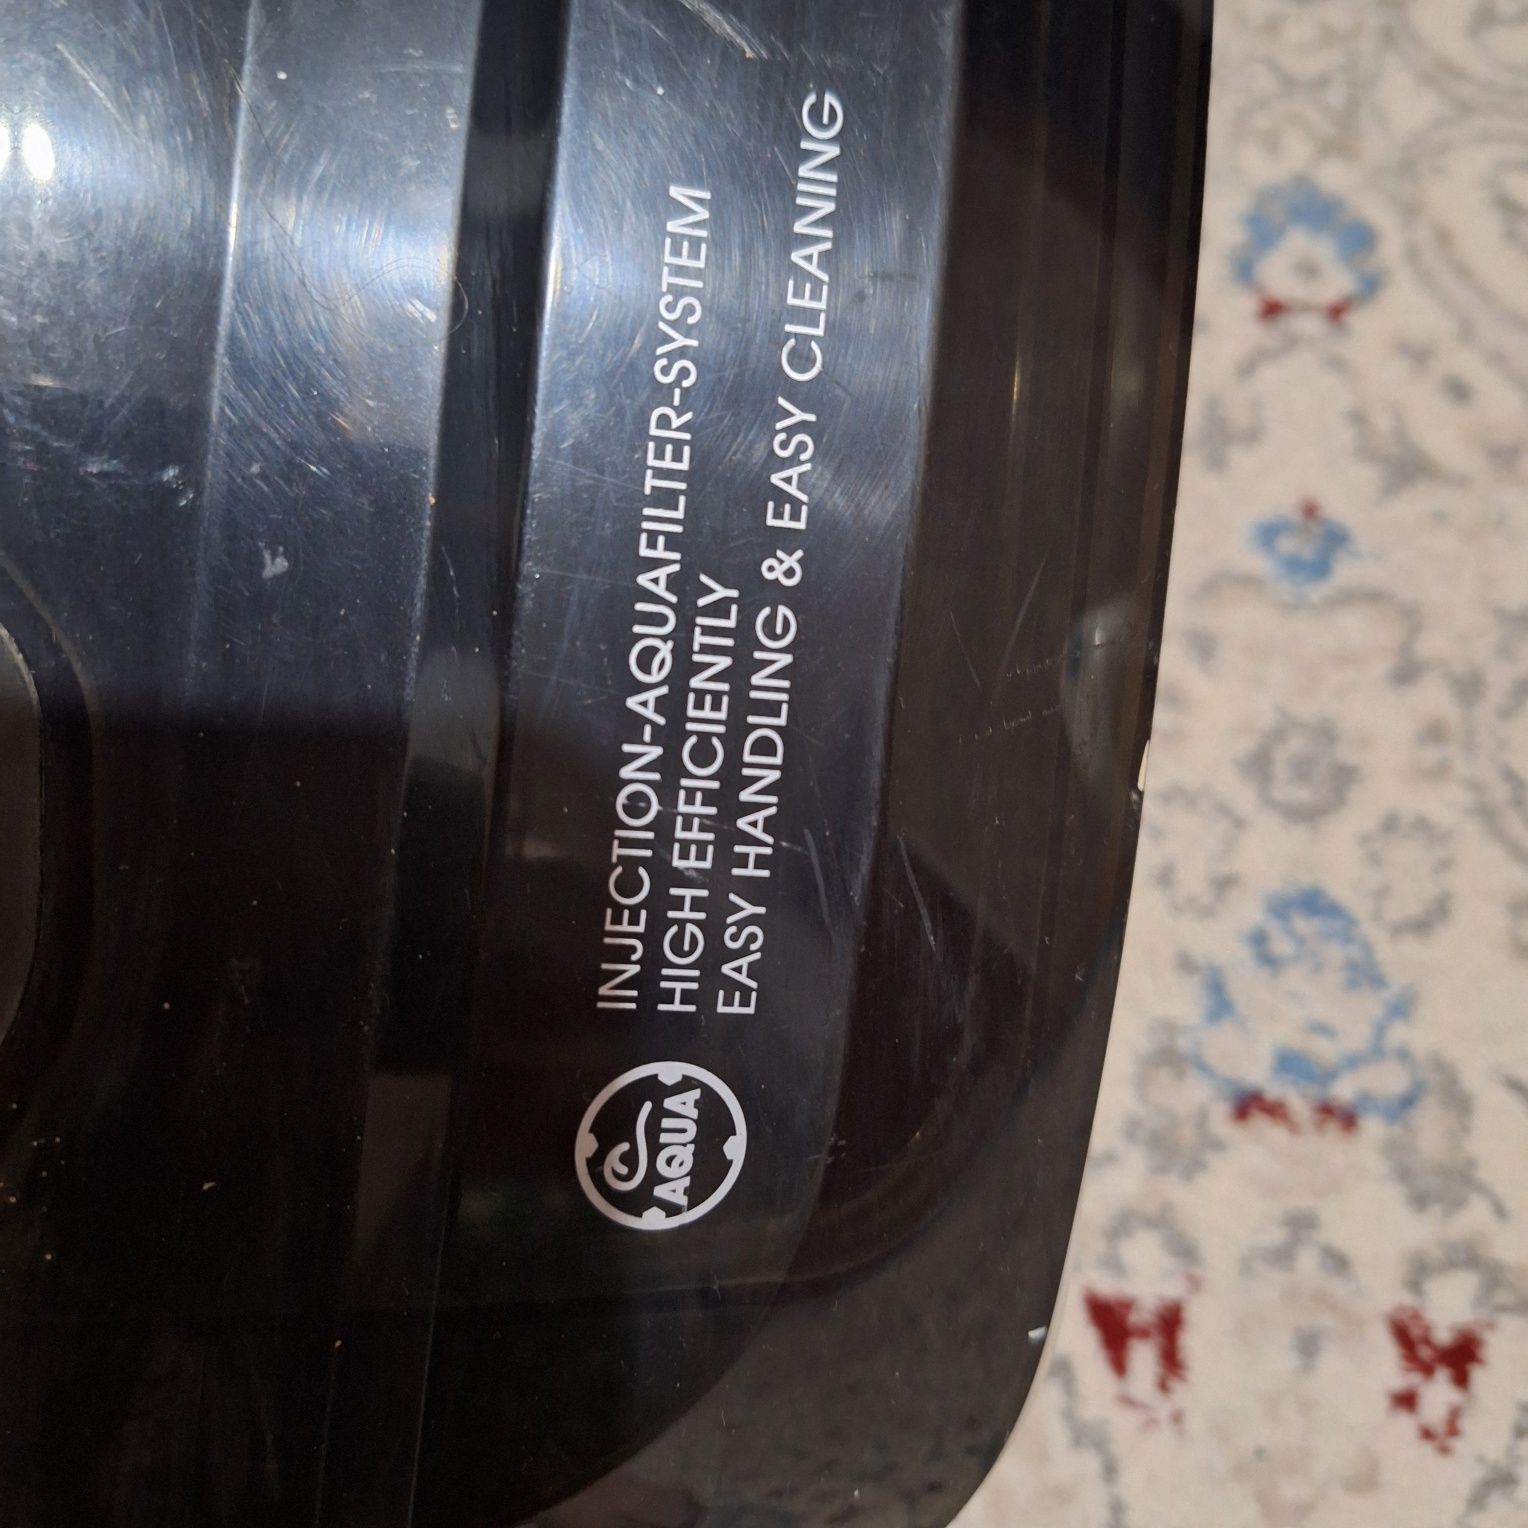 INJECTION-AQUAFILTER-SYSTEM
HIGH EFFICIENTLY
EASY HANDLING & EASY CLEANING
AQUA